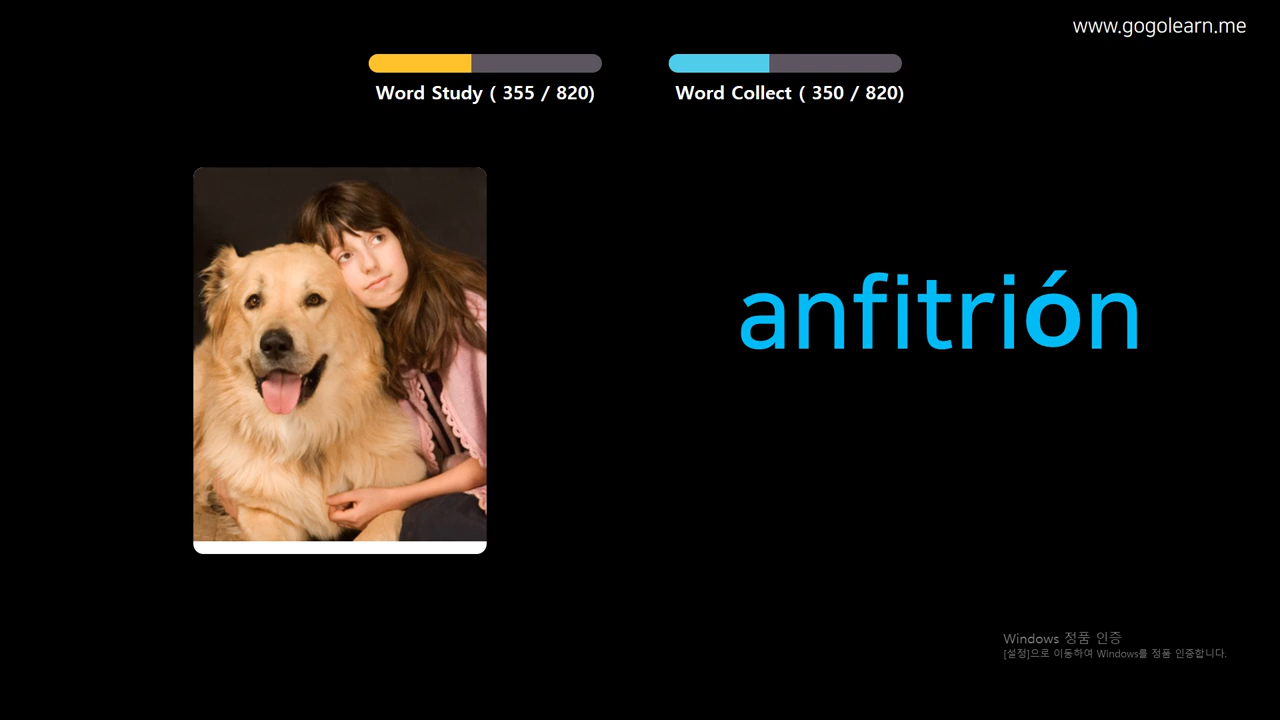 www.gogolearn.me
Word Study ( 355 / 820)
Word Collect ( 350 / 820)
anfitrión
Windows 정품 인증
[설정]으로 이동하여 Windows를 정품 인증합니다.